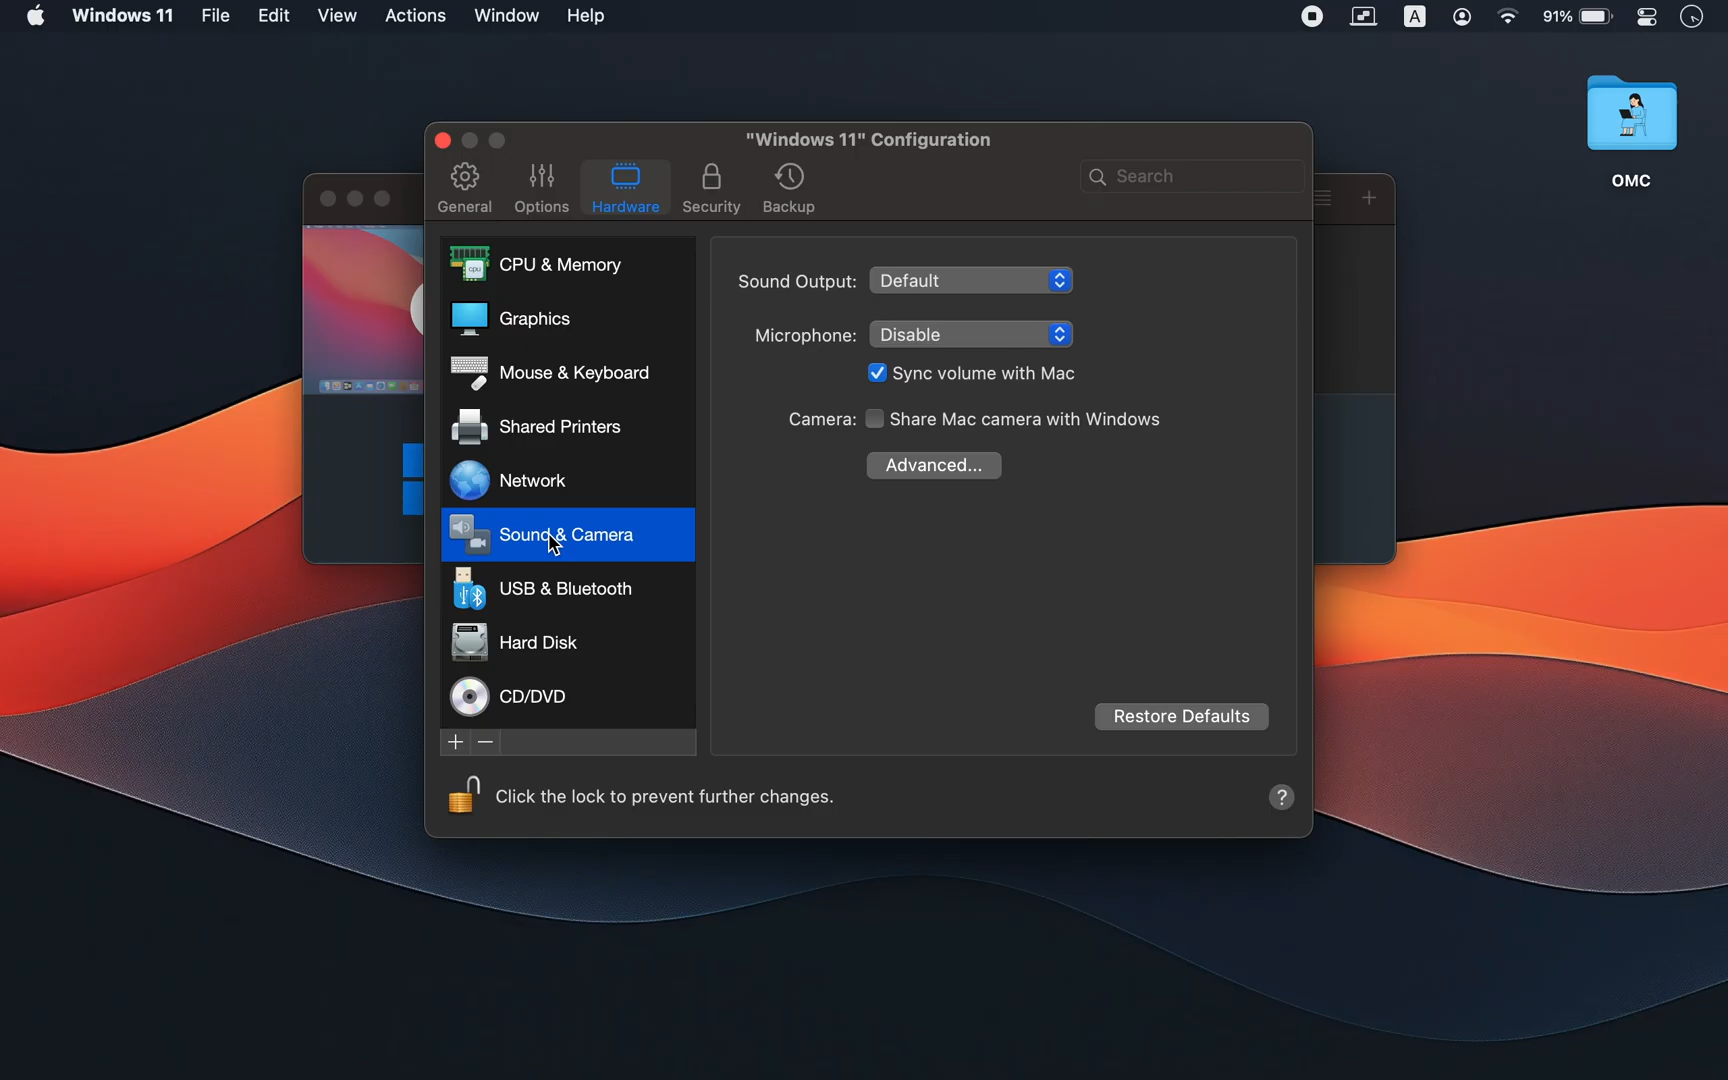 Windows 11 File Edit View Actions Window Help A 91%
OMC
"Windows 11" Configuration
General Options Hardware Security Backup Search
CPU & Memory
Graphics
Mouse & Keyboard
Shared Printers
Network
Sound & Camera
USB & Bluetooth
Hard Disk
CD/DVD
Sound Output: Default
Microphone: Disable
Sync volume with Mac
Camera: Share Mac camera with Windows
Advanced...
Restore Defaults
Click the lock to prevent further changes. ?